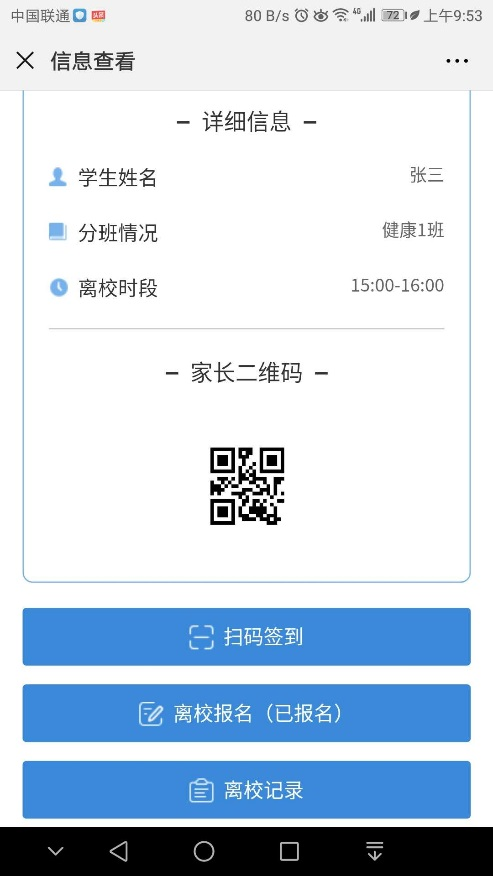 中国联通 80 B/s 4G 72 上午9:53
信息查看
详细信息
学生姓名 张三
分班情况 健康1班
离校时段 15:00-16:00
家长二维码
扫码签到
离校报名（已报名）
离校记录